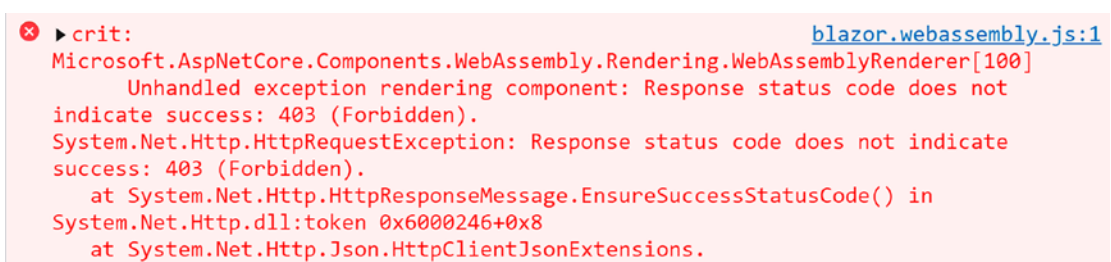 ▶crit: blazor.webassembly.js:1
Microsoft.AspNetCore.Components.WebAssembly.Rendering.WebAssemblyRenderer[100]
Unhandled exception rendering component: Response status code does not
indicate success: 403 (Forbidden).
System.Net.Http.HttpRequestException: Response status code does not indicate
success: 403 (Forbidden).
at System.Net.Http.HttpResponseMessage.EnsureSuccessStatusCode() in
System.Net.Http.dll:token 0x6000246+0x8
at System.Net.Http.Json.HttpClientJsonExtensions.